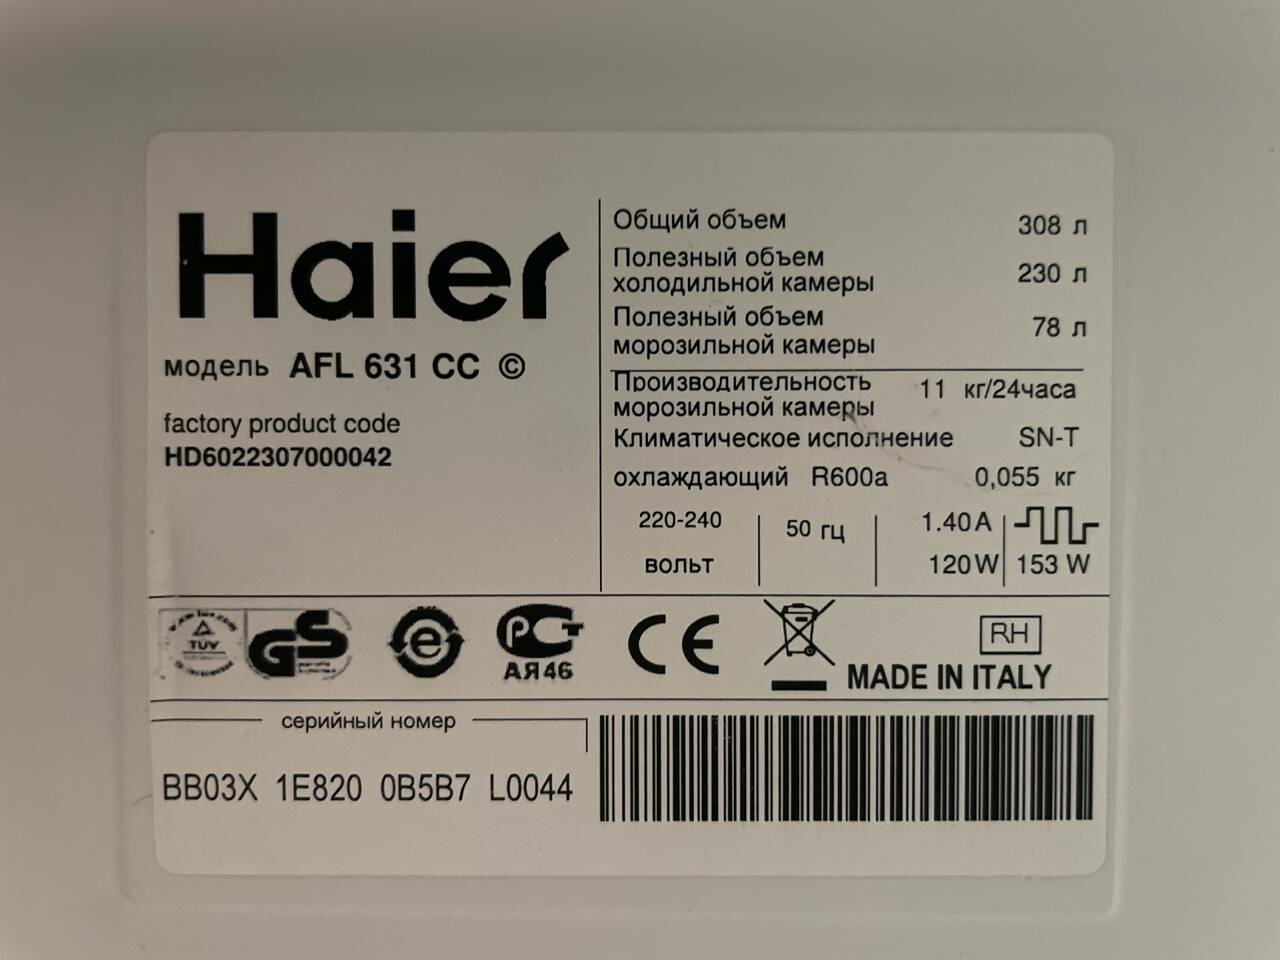 Haier
модель AFL 631 CC ©
factory product code
HD6022307000042
Общий объем 308 л
Полезный объем
холодильной камеры 230 л
Полезный объем
морозильной камеры 78 л
Производительность
морозильной камеры 11 кг/24часа
Климатическое исполнение SN-T
охлаждающий R600a 0,055 кг
220-240
вольт
50 гц
1.40A
120W 153 W
TÜV
GS
e
РСТ
АЯ46
CE
RH
MADE IN ITALY
серийный номер
BB03X 1E820 0B5B7 L0044